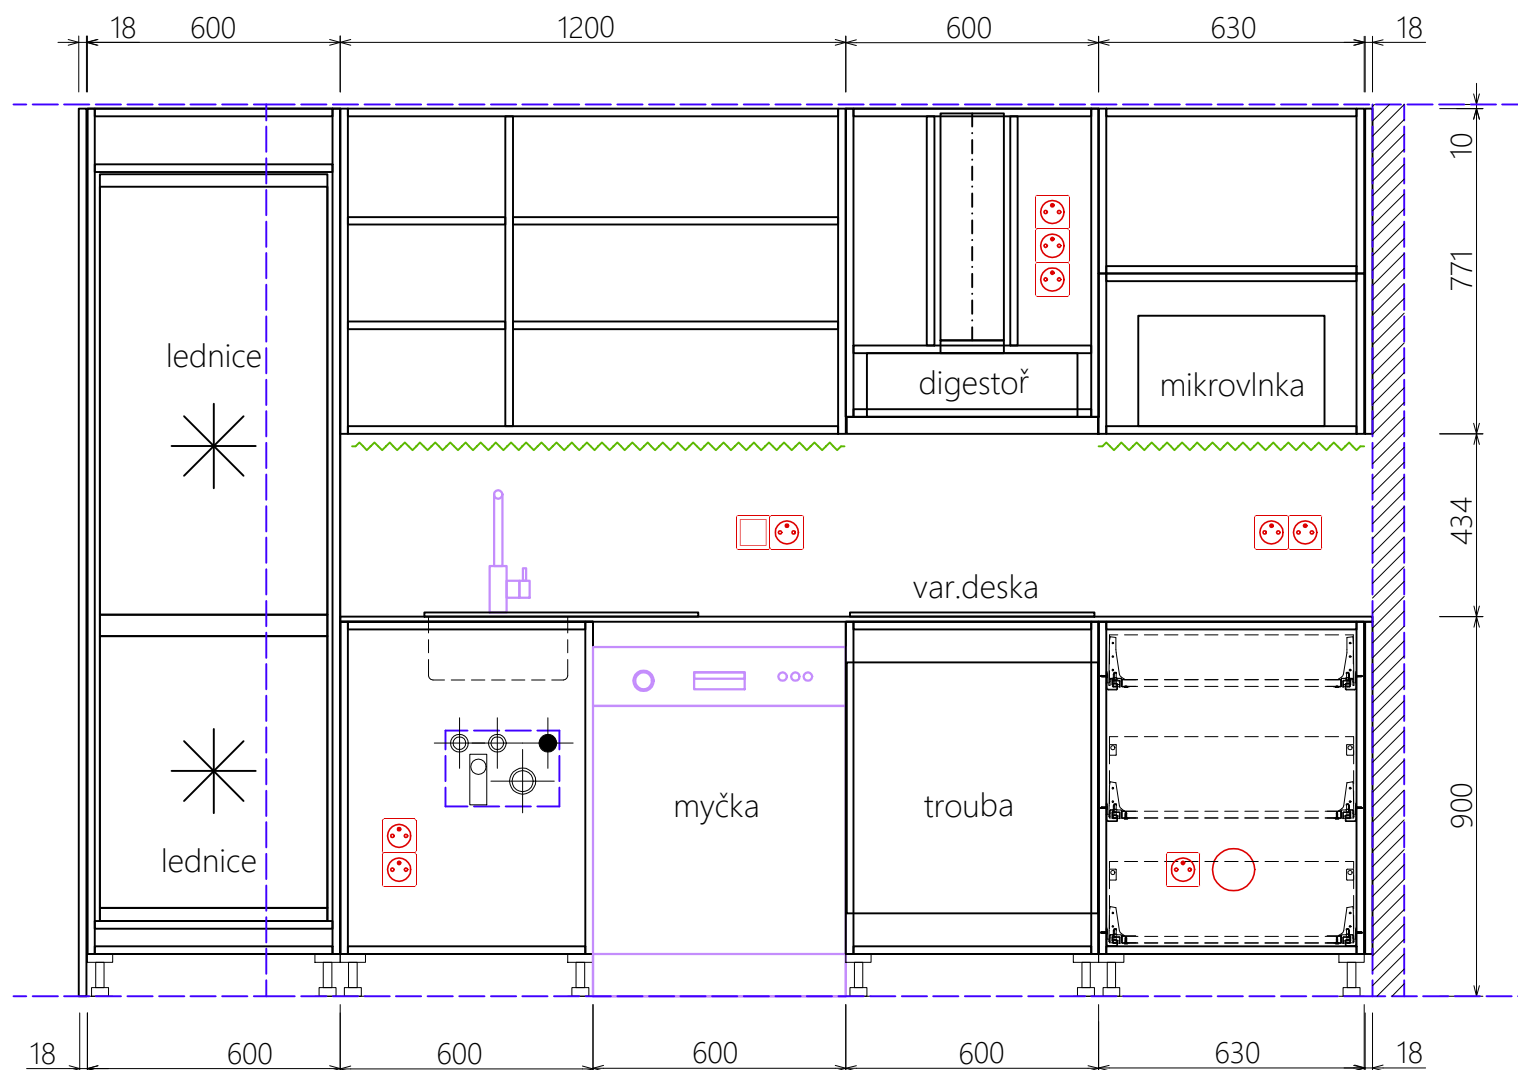 18 600 1200 600 630 18
10
771
lednice
digestoř
mikrovlnka
434
var.deska
900
myčka
trouba
lednice
18 600 600 600 600 630 18